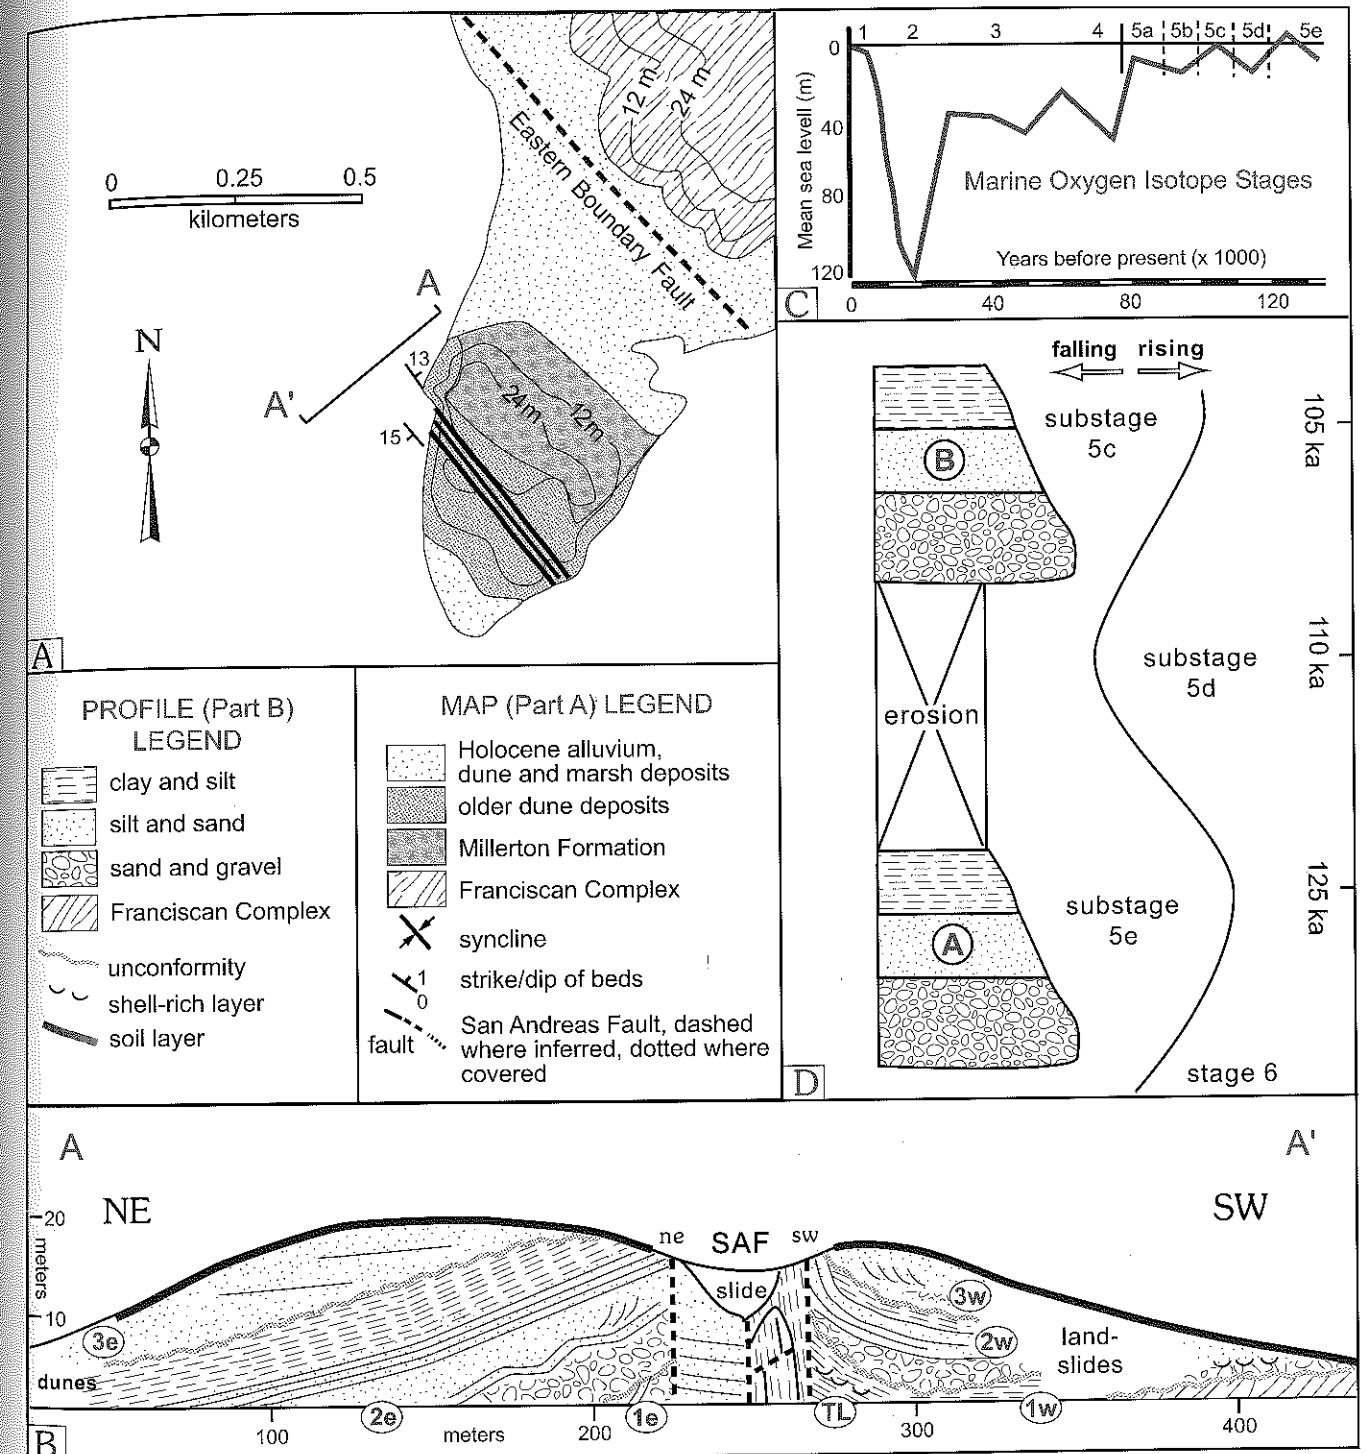 12 m
24 m
Eastern Boundary Fault
0 0.25 0.5
kilometers
A
A'
N
13
15
24m
12m
A
1 2 3 4 5a 5b 5c 5d 5e
0
40
80
120
Mean sea levell (m)
Marine Oxygen Isotope Stages
Years before present (x 1000)
0 40 80 120
C
PROFILE (Part B)
LEGEND
clay and silt
silt and sand
sand and gravel
Franciscan Complex
unconformity
shell-rich layer
soil layer
MAP (Part A) LEGEND
Holocene alluvium,
dune and marsh deposits
older dune deposits
Millerton Formation
Franciscan Complex
syncline
1
0
strike/dip of beds
fault
San Andreas Fault, dashed
where inferred, dotted where
covered
falling rising
substage
5c
B
105 ka
substage
5d
110 ka
erosion
substage
5e
A
125 ka
stage 6
D
A A'
NE SW
20
10
meters
ne SAF sw
slide
3e
dunes
2e
1e
TL
1w
2w
3w
land-
slides
100 meters 200 300 400
B